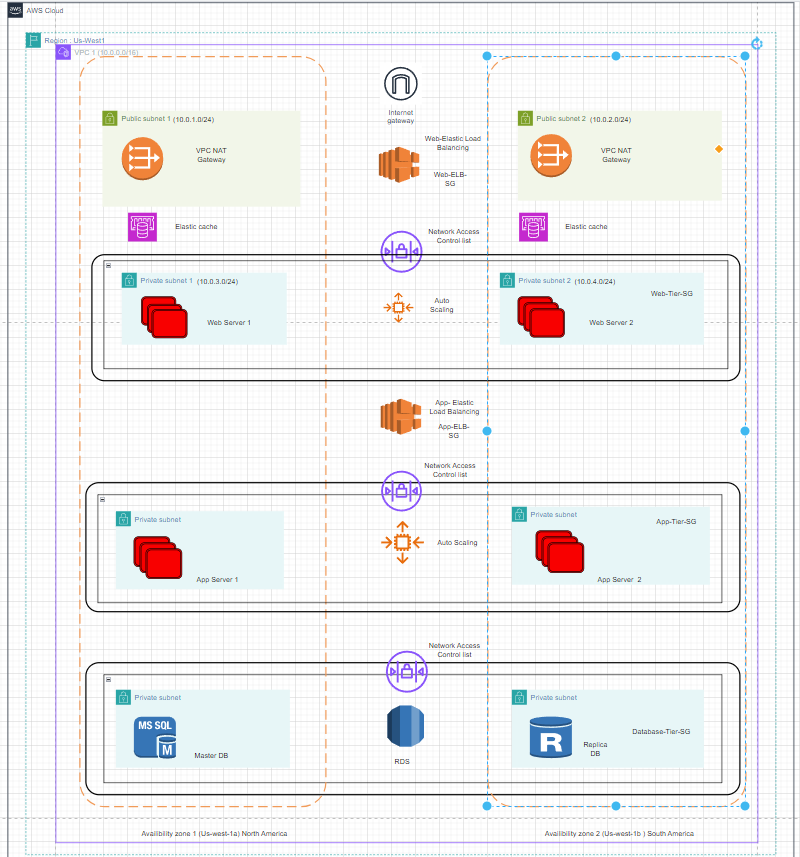 aws
AWS Cloud
Region : Us-West1
VPC 1 (10.0.0.0/16)
Internet
gateway
Public subnet 1 (10.0.1.0/24)
VPC NAT
Gateway
Web-Elastic Load
Balancing
Web-ELB-
SG
Public subnet 2 (10.0.2.0/24)
VPC NAT
Gateway
Elastic cache
Network Access
Control list
Elastic cache
Private subnet 1 (10.0.3.0/24)
Web Server 1
Auto
Scaling
Private subnet 2 (10.0.4.0/24)
Web-Tier-SG
Web Server 2
App- Elastic
Load Balancing
App-ELB-
SG
Network Access
Control list
Private subnet
App Server 1
Auto Scaling
Private subnet
App-Tier-SG
App Server 2
Network Access
Control list
Private subnet
MS SQL
M
Master DB
RDS
Private subnet
R
Database-Tier-SG
Replica
DB
Availibility zone 1 (Us-west-1a) North America
Availibility zone 2 (Us-west-1b ) South America